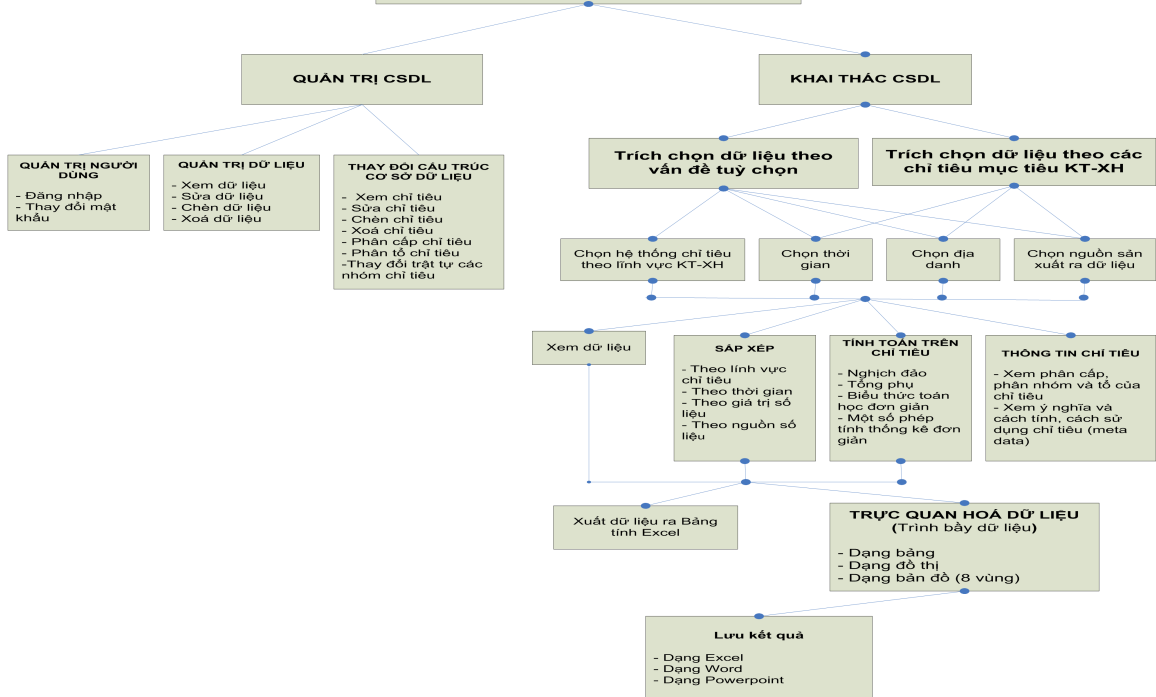 QUẢN TRỊ CSDL
KHAI THÁC CSDL
QUẢN TRỊ NGƯỜI
DÙNG
- Đăng nhập
- Thay đổi mật
khẩu
QUẢN TRỊ DỮ LIỆU
- Xem dữ liệu
- Sửa dữ liệu
- Chèn dữ liệu
- Xoá dữ liệu
THAY ĐỔI CẤU TRÚC
CƠ SỞ DỮ LIỆU
- Xem chỉ tiêu
- Sửa chỉ tiêu
- Chèn chỉ tiêu
- Xoá chỉ tiêu
- Phân cấp chỉ tiêu
- Phân tổ chỉ tiêu
-Thay đổi trật tự các
nhóm chỉ tiêu
Trích chọn dữ liệu theo
vấn đề tuỳ chọn
Trích chọn dữ liệu theo các
chỉ tiêu mục tiêu KT-XH
Chọn hệ thống chỉ tiêu
theo lĩnh vực KT-XH
Chọn thời
gian
Chọn địa
danh
Chọn nguồn sản
xuất ra dữ liệu
Xem dữ liệu
SẮP XẾP
- Theo lính vực
chỉ tiêu
- Theo thời gian
- Theo giá trị số
liệu
- Theo nguồn số
liệu
TÍNH TOÁN TRÊN
CHỈ TIÊU
- Nghịch đảo
- Tổng phụ
- Biểu thức toán
học đơn giản
- Một số phép
tính thống kê đơn
giản
THÔNG TIN CHỈ TIÊU
- Xem phân cấp,
phân nhóm và tổ của
chỉ tiêu
- Xem ý nghĩa và
cách tính, cách sử
dụng chỉ tiêu (meta
data)
Xuất dữ liệu ra Bảng
tính Excel
TRỰC QUAN HOÁ DỮ LIỆU
(Trình bầy dữ liệu)
- Dạng bảng
- Dạng đồ thị
- Dạng bản đồ (8 vùng)
Lưu kết quả
- Dạng Excel
- Dạng Word
- Dạng Powerpoint